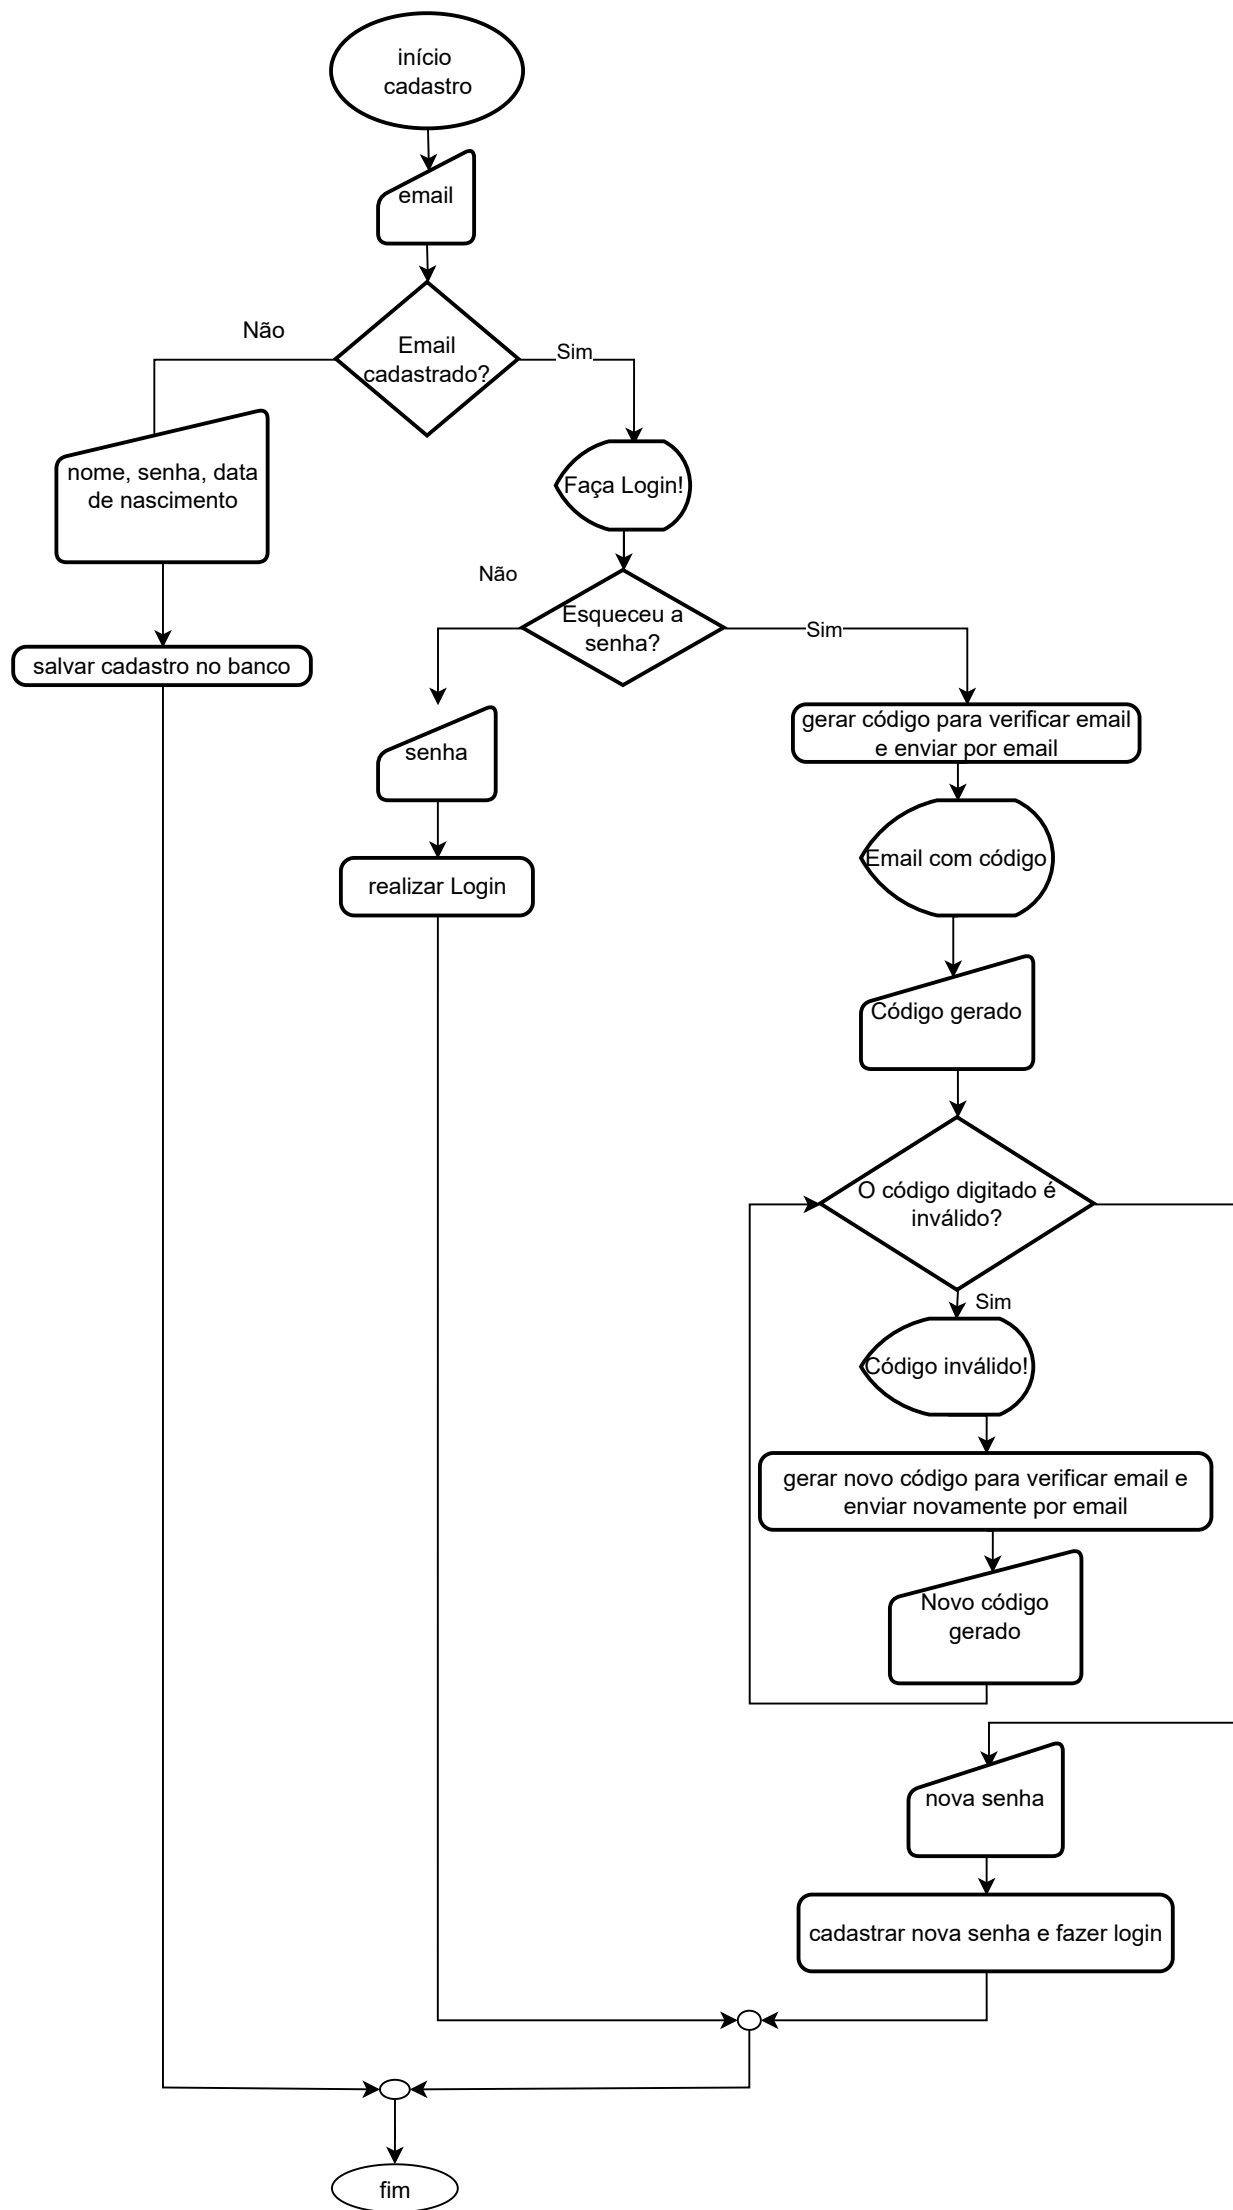 início
cadastro
email
Email
cadastrado?
Não
Sim
nome, senha, data
de nascimento
Faça Login!
salvar cadastro no banco
Esqueceu a
senha?
Não
Sim
senha
realizar Login
gerar código para verificar email
e enviar por email
Email com código
Código gerado
O código digitado é
inválido?
Sim
Código inválido!
gerar novo código para verificar email e
enviar novamente por email
Novo código
gerado
nova senha
cadastrar nova senha e fazer login
fim